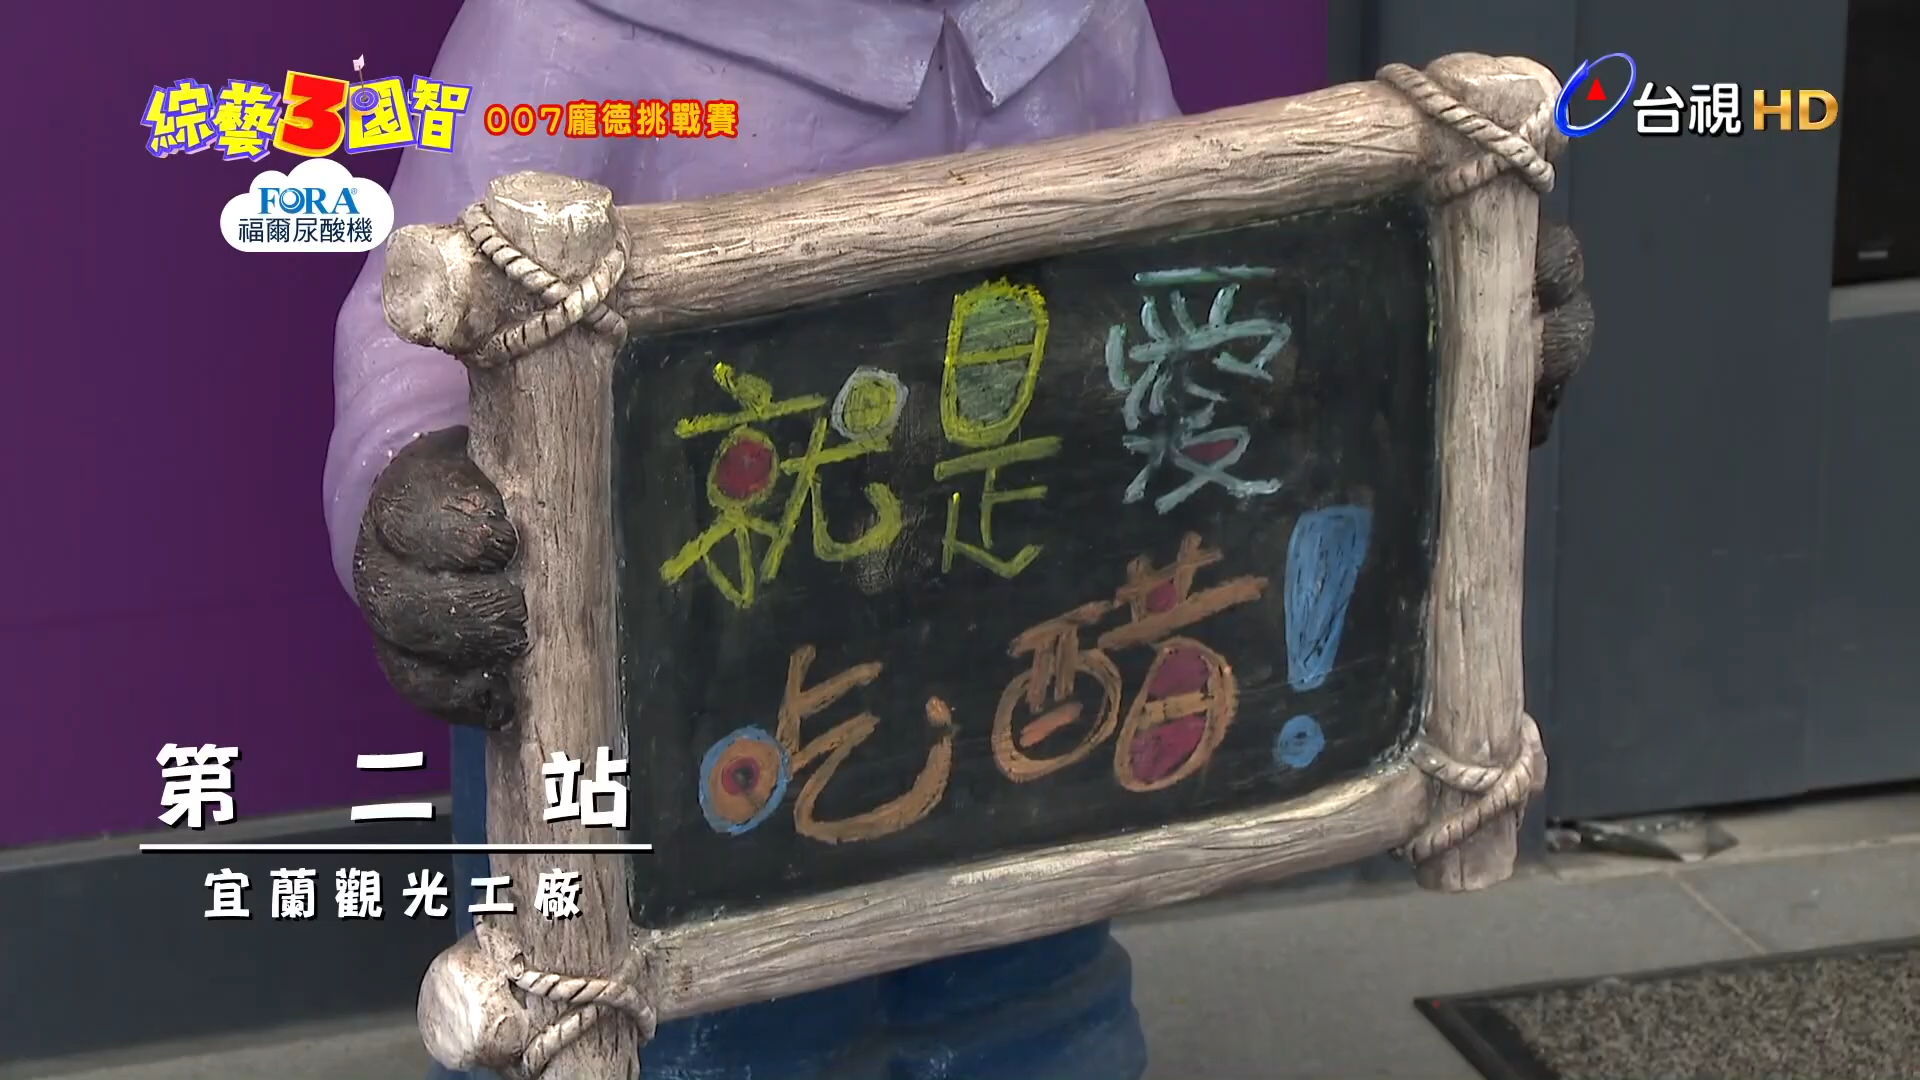 綜藝3國智
007龐德挑戰賽
台視HD
FORA®
福爾尿酸機
就是愛
吃醋!
第二站
宜蘭觀光工廠